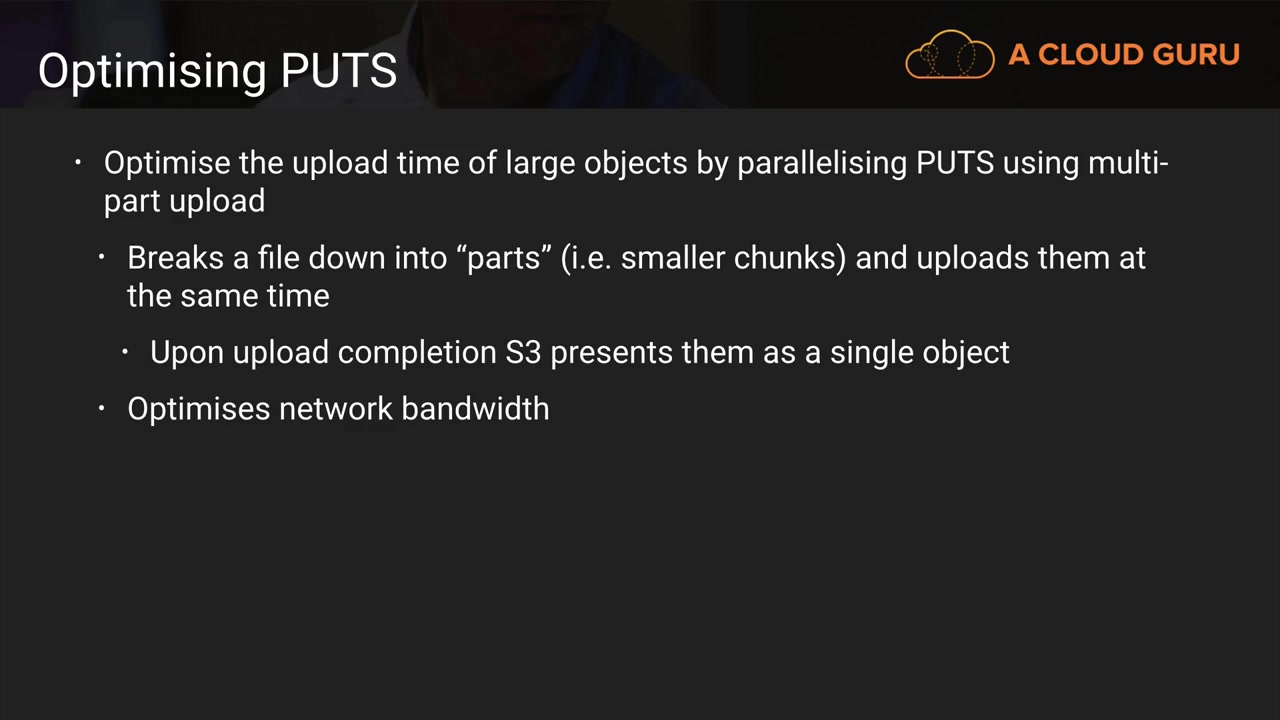 Optimising PUTS
A CLOUD GURU
• Optimise the upload time of large objects by parallelising PUTS using multi-
part upload
• Breaks a file down into “parts” (i.e. smaller chunks) and uploads them at
the same time
• Upon upload completion S3 presents them as a single object
• Optimises network bandwidth